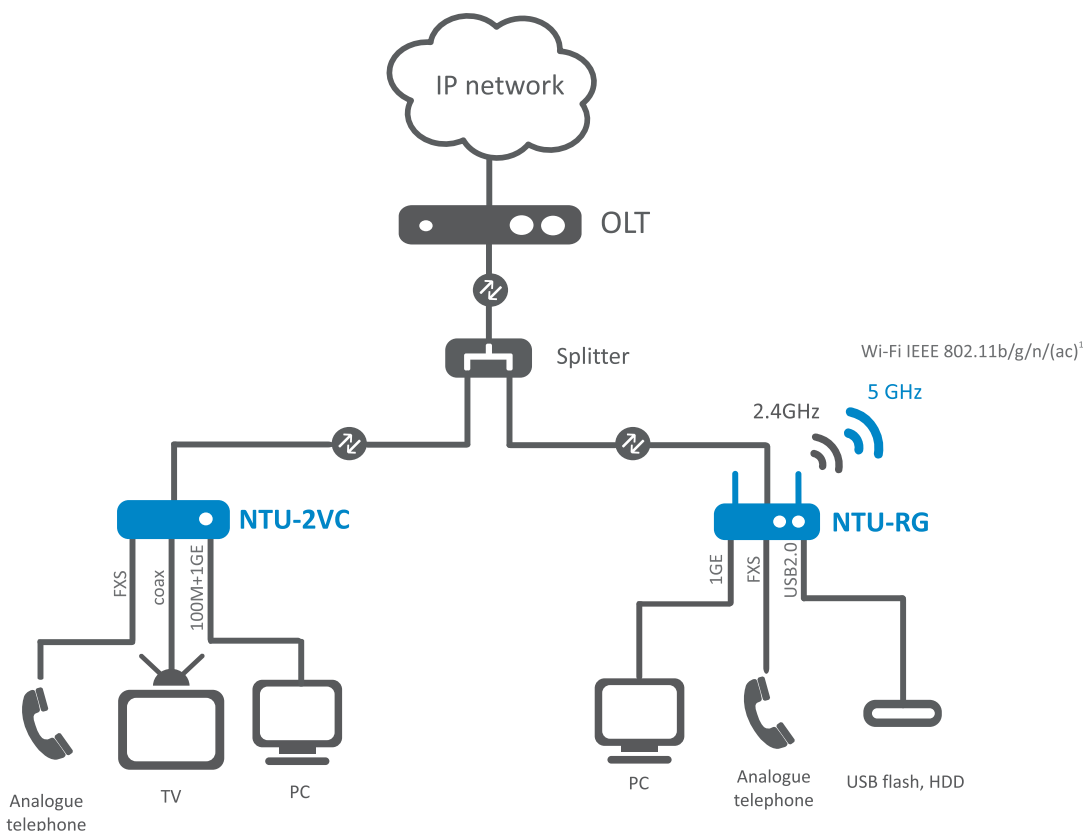 IP network
OLT
Splitter
Wi-Fi IEEE 802.11b/g/n/(ac)¹
5 GHz
2.4GHz
NTU-2VC
NTU-RG
FXS
coax
100M+1GE
1GE
FXS
USB2.0
Analogue
telephone
TV
PC
PC
Analogue
telephone
USB flash, HDD